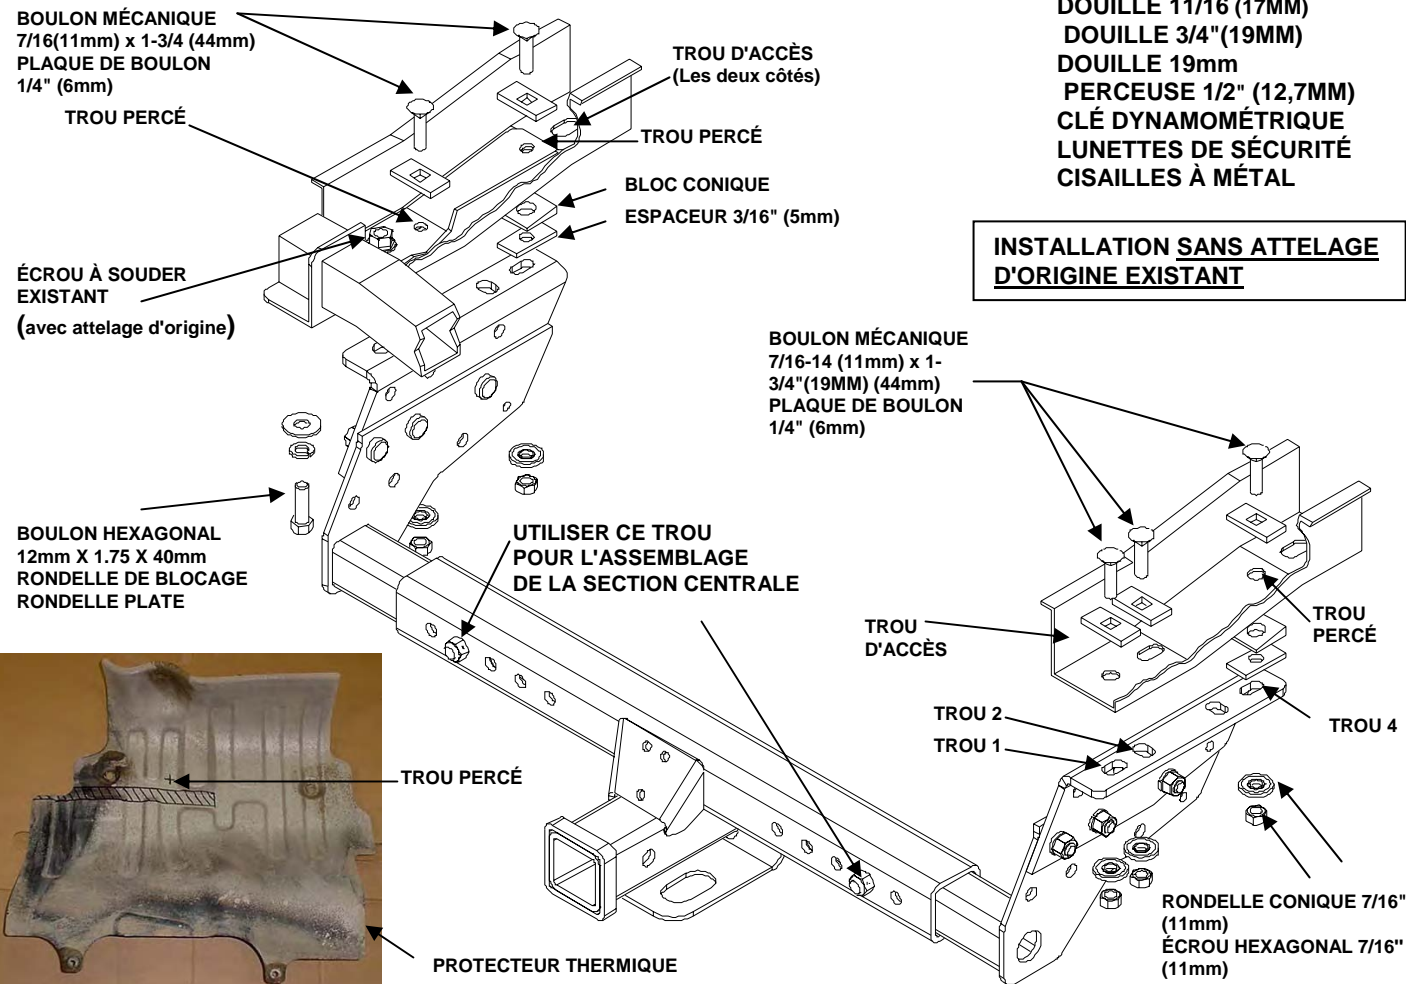 BOULON MÉCANIQUE
7/16(11mm) x 1-3/4 (44mm)
PLAQUE DE BOULON
1/4" (6mm)
TROU PERCÉ
TROU D'ACCÈS
(Les deux côtés)
TROU PERCÉ
BLOC CONIQUE
ESPACEUR 3/16" (5mm)
ÉCROU À SOUDER
EXISTANT
(avec attelage d'origine)
DOUILLE 11/16 (17MM)
DOUILLE 3/4"(19MM)
DOUILLE 19mm
PERCEUSE 1/2" (12,7MM)
CLÉ DYNAMOMÉTRIQUE
LUNETTES DE SÉCURITÉ
CISAILLES À MÉTAL
INSTALLATION SANS ATTELAGE
D'ORIGINE EXISTANT
BOULON MÉCANIQUE
7/16-14 (11mm) x 1-
3/4"(19MM) (44mm)
PLAQUE DE BOULON
1/4" (6mm)
BOULON HEXAGONAL
12mm X 1.75 X 40mm
RONDELLE DE BLOCAGE
RONDELLE PLATE
UTILISER CE TROU
POUR L'ASSEMBLAGE
DE LA SECTION CENTRALE
TROU
D'ACCÈS
TROU
PERCÉ
TROU 2
TROU 1
TROU 4
TROU PERCÉ
PROTECTEUR THERMIQUE
RONDELLE CONIQUE 7/16"
(11mm)
ÉCROU HEXAGONAL 7/16"
(11mm)